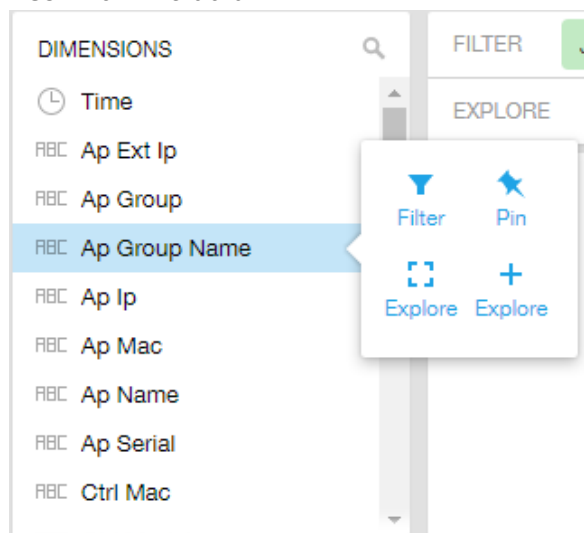 DIMENSIONS
Time
ABC Ap Ext Ip
ABC Ap Group
ABC Ap Group Name
ABC Ap Ip
ABC Ap Mac
ABC Ap Name
ABC Ap Serial
ABC Ctrl Mac
FILTER
EXPLORE
Filter Pin
Explore Explore